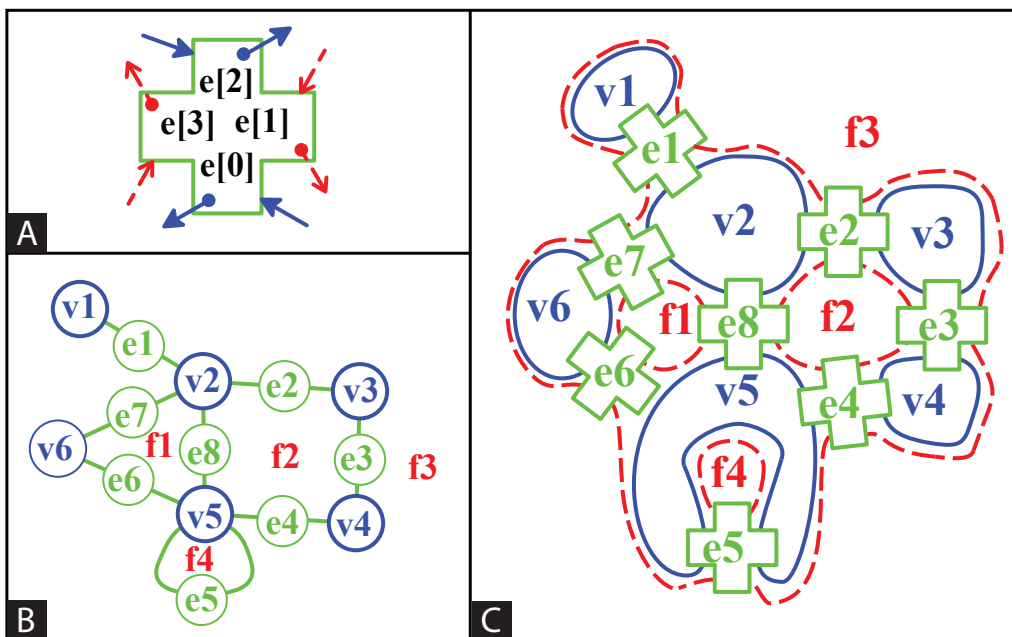 e[2]
e[3] e[1]
e[0]
A
v1
e1
v2 e2 v3
e7
v6 f1 e8 f2 e3 f3
e6
v5 e4 v4
f4
e5
B
v1
e1 f3
v2 e2 v3
e7
v6 f1 e8 f2 e3
e6 v5 e4 v4
f4
e5
C